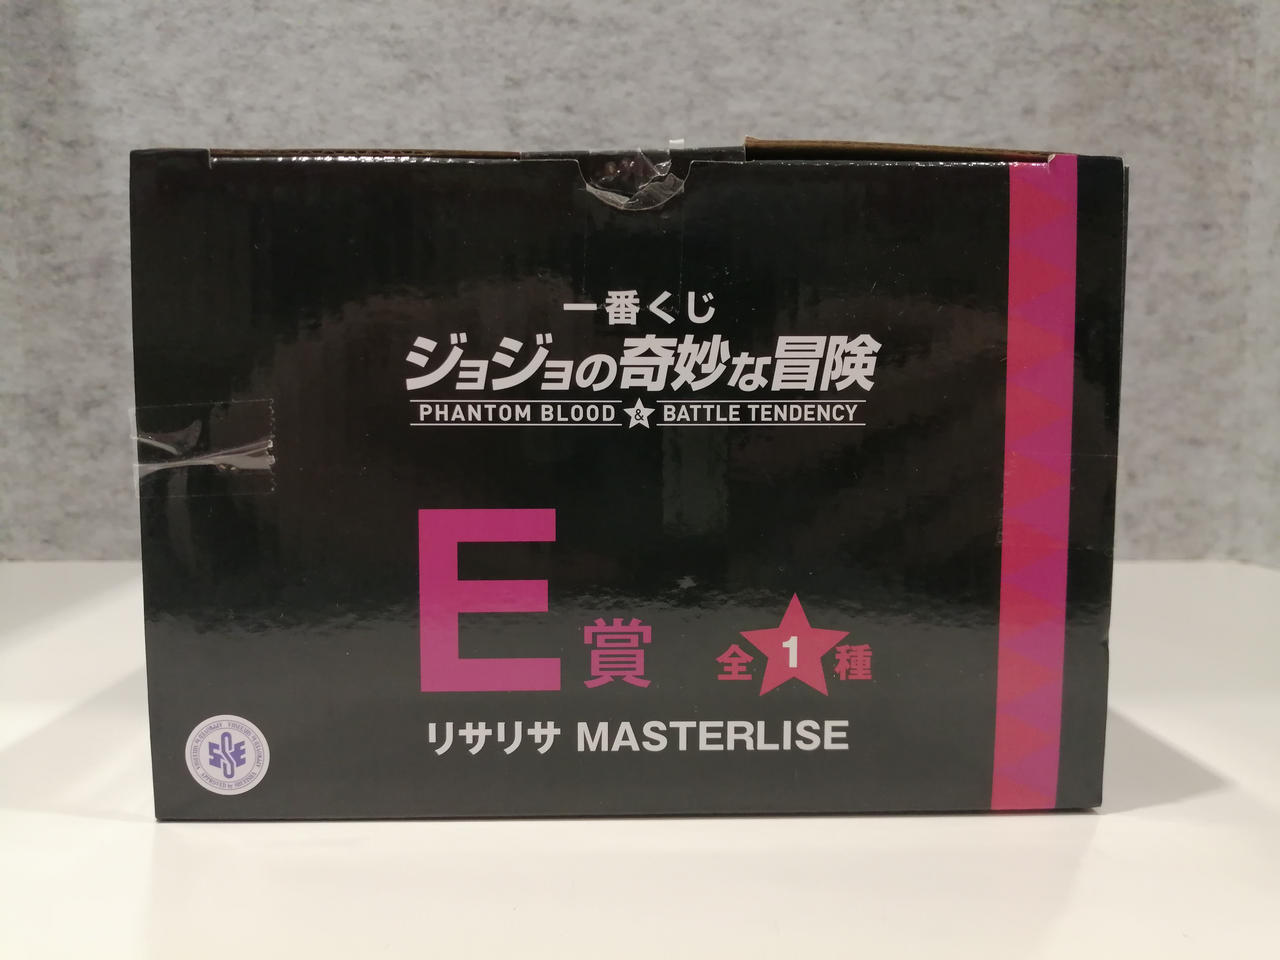 一番くじ
ジョジョの奇妙な冒険
PHANTOM BLOOD & BATTLE TENDENCY
E賞 全1種
リサリサ MASTERLISE